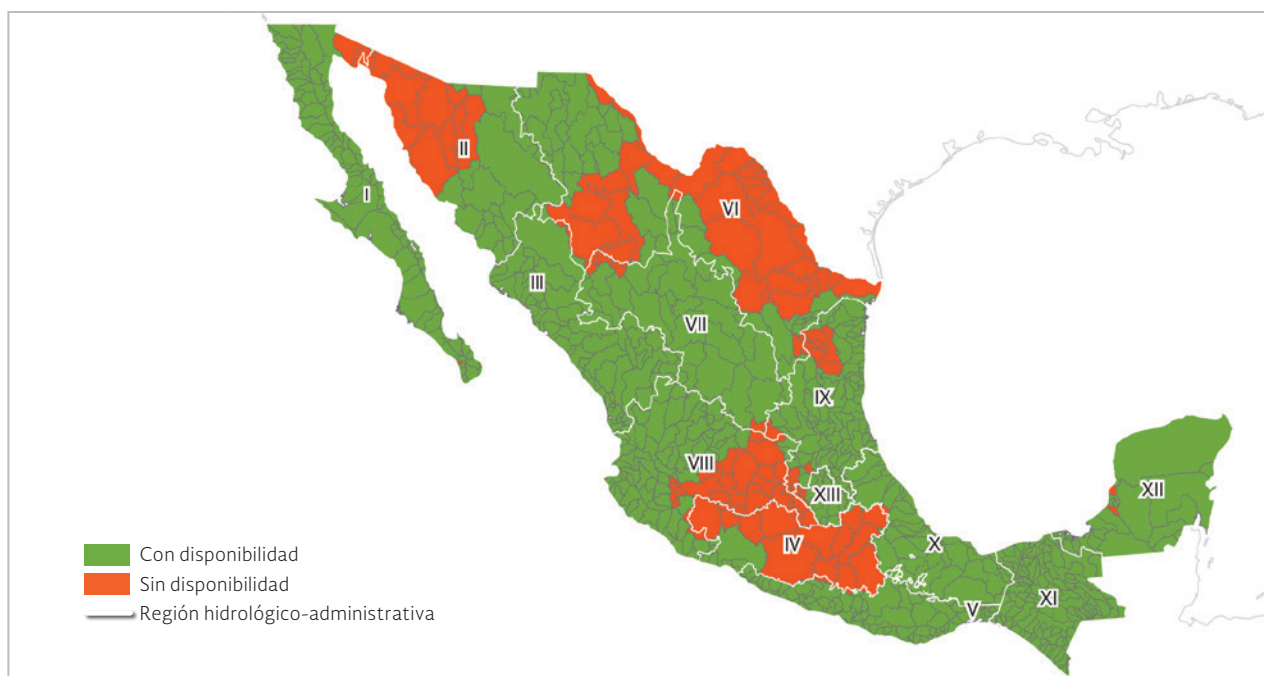 II
I
VI
III
VII
IX
VIII
XIII
XII
IV
X
XI
V
Con disponibilidad
Sin disponibilidad
Región hidrológico-administrativa